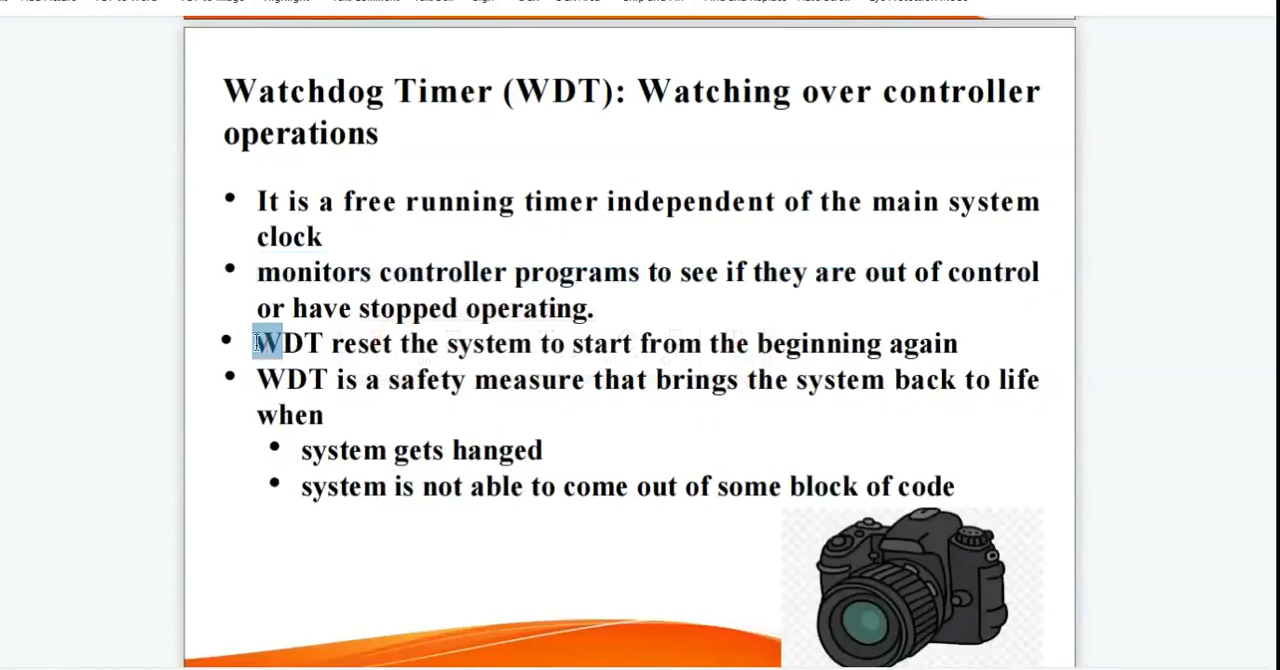 Watchdog Timer (WDT): Watching over controller
operations
• It is a free running timer independent of the main system
clock
• monitors controller programs to see if they are out of control
or have stopped operating.
• WDT reset the system to start from the beginning again
• WDT is a safety measure that brings the system back to life
when
• system gets hanged
• system is not able to come out of some block of code